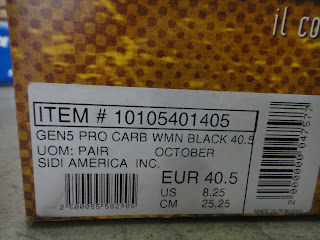 il co
ITEM # 10105401405
GEN5 PRO CARB WMN BLACK 40.5
UOM: PAIR OCTOBER
SIDI AMERICA INC.
EUR 40.5
US 8.25
CM 25.25
MADE IN ROMANIA